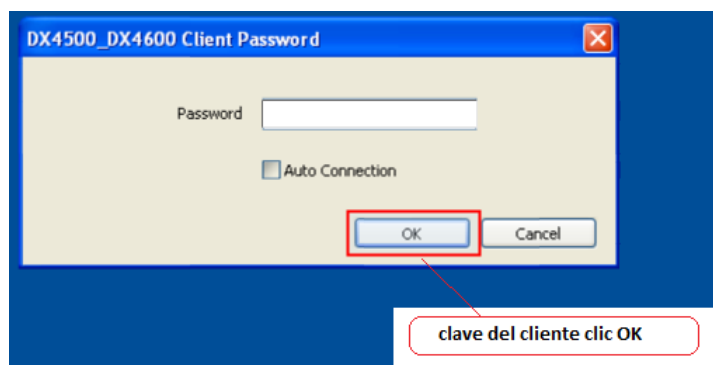 DX4500_DX4600 Client Password
Password
Auto Connection
OK Cancel
clave del cliente clic OK